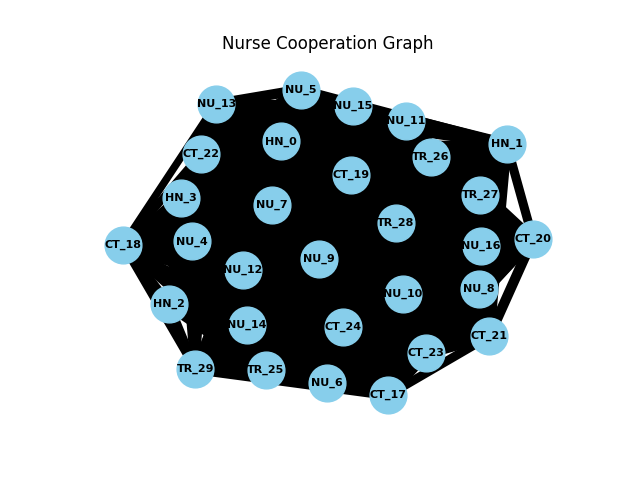 Nurse Cooperation Graph
NU_5
NU_13
NU_15
NU_11
HN_0
HN_1
CT_22
TR_26
CT_19
TR_27
HN_3
NU_7
TR_28
NU_4
CT_18
CT_20
NU_16
NU_9
NU_12
NU_8
NU_10
HN_2
NU_14
CT_24
CT_21
CT_23
TR_29
TR_25
NU_6
CT_17